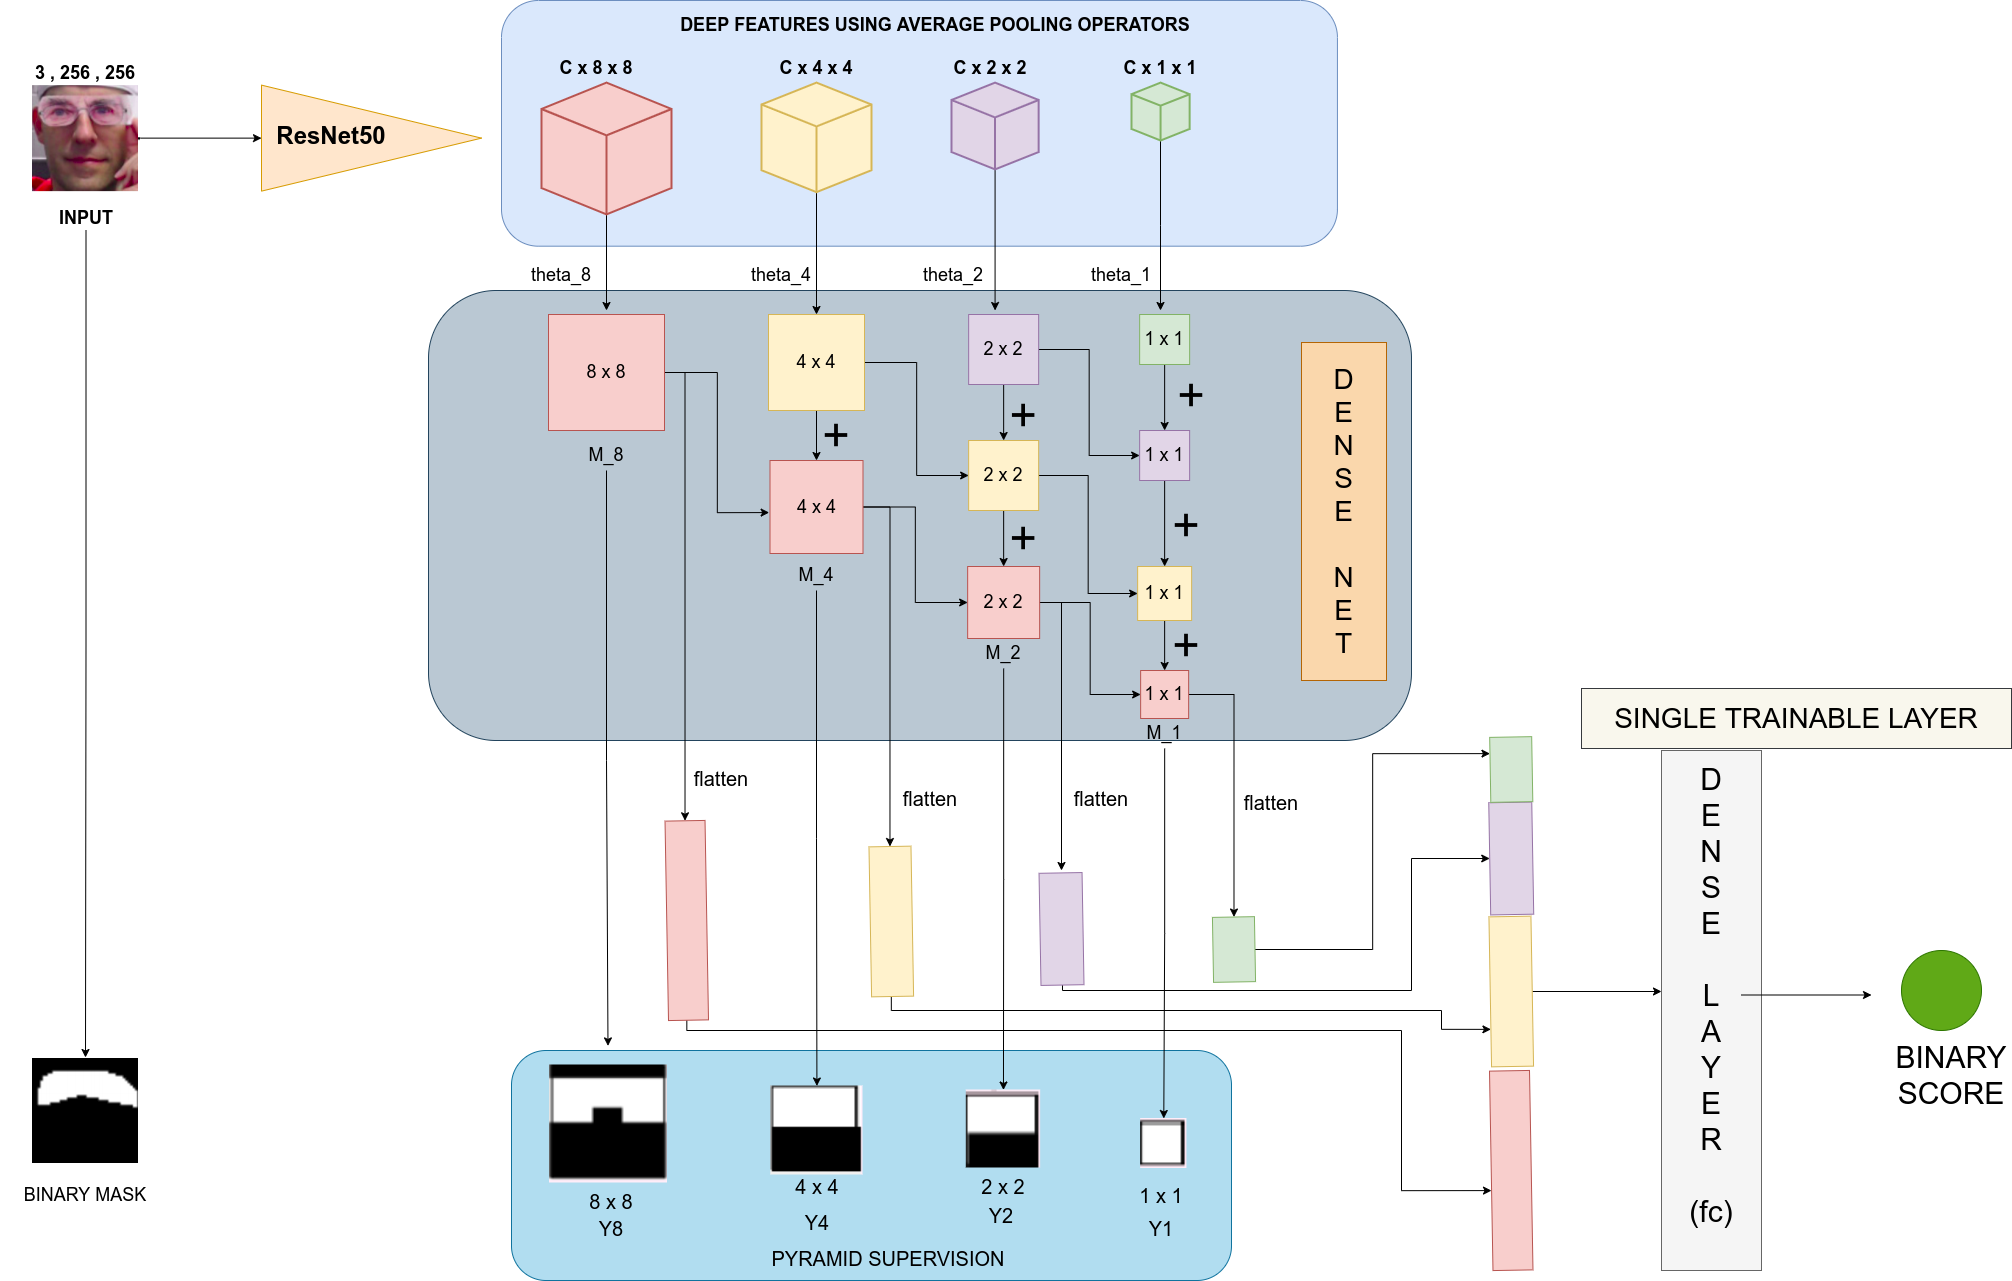 DEEP FEATURES USING AVERAGE POOLING OPERATORS
3 , 256 , 256
C x 8 x 8
C x 4 x 4
C x 2 x 2
C x 1 x 1
ResNet50
INPUT
theta_8
theta_4
theta_2
theta_1
8 x 8
4 x 4
2 x 2
1 x 1
+
+
+
M_8
4 x 4
2 x 2
1 x 1
+
+
M_4
2 x 2
1 x 1
+
M_2
1 x 1
M_1
D
E
N
S
E
N
E
T
flatten
flatten
flatten
flatten
SINGLE TRAINABLE LAYER
D
E
N
S
E
L
A
Y
E
R
(fc)
BINARY
SCORE
BINARY MASK
8 x 8
Y8
4 x 4
Y4
2 x 2
Y2
1 x 1
Y1
PYRAMID SUPERVISION